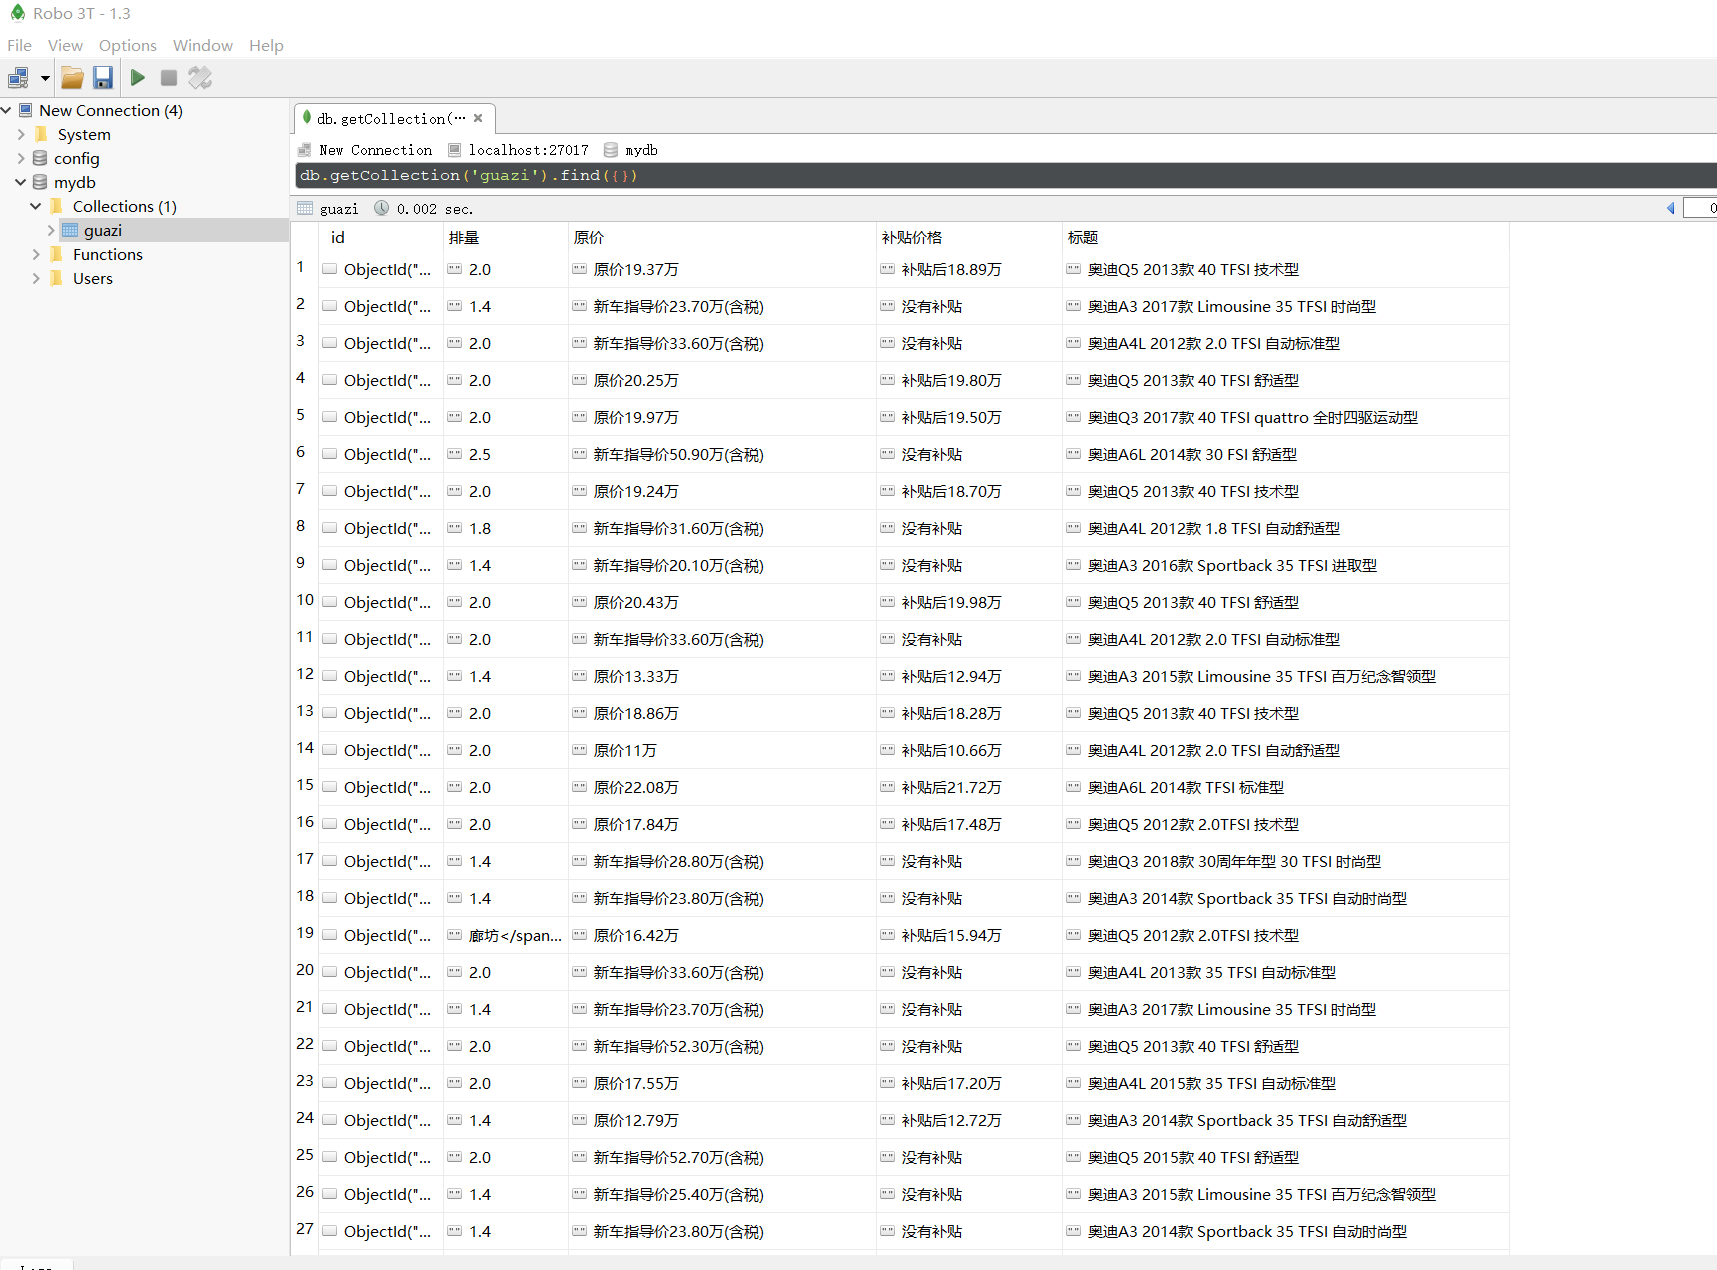 Robo 3T - 1.3
File View Options Window Help
New Connection (4)
System
config
mydb
Collections (1)
guazi
Functions
Users
db.getCollection(···
New Connection localhost:27017 mydb
db.getCollection('guazi').find({})
guazi 0.002 sec. 0
id 排量 原价 补贴价格 标题
1 ObjectId("... 2.0 原价19.37万 补贴后18.89万 奥迪Q5 2013款 40 TFSI 技术型
2 ObjectId("... 1.4 新车指导价23.70万(含税) 没有补贴 奥迪A3 2017款 Limousine 35 TFSI 时尚型
3 ObjectId("... 2.0 新车指导价33.60万(含税) 没有补贴 奥迪A4L 2012款 2.0 TFSI 自动标准型
4 ObjectId("... 2.0 原价20.25万 补贴后19.80万 奥迪Q5 2013款 40 TFSI 舒适型
5 ObjectId("... 2.0 原价19.97万 补贴后19.50万 奥迪Q3 2017款 40 TFSI quattro 全时四驱运动型
6 ObjectId("... 2.5 新车指导价50.90万(含税) 没有补贴 奥迪A6L 2014款 30 FSI 舒适型
7 ObjectId("... 2.0 原价19.24万 补贴后18.70万 奥迪Q5 2013款 40 TFSI 技术型
8 ObjectId("... 1.8 新车指导价31.60万(含税) 没有补贴 奥迪A4L 2012款 1.8 TFSI 自动舒适型
9 ObjectId("... 1.4 新车指导价20.10万(含税) 没有补贴 奥迪A3 2016款 Sportback 35 TFSI 进取型
10 ObjectId("... 2.0 原价20.43万 补贴后19.98万 奥迪Q5 2013款 40 TFSI 舒适型
11 ObjectId("... 2.0 新车指导价33.60万(含税) 没有补贴 奥迪A4L 2012款 2.0 TFSI 自动标准型
12 ObjectId("... 1.4 原价13.33万 补贴后12.94万 奥迪A3 2015款 Limousine 35 TFSI 百万纪念智领型
13 ObjectId("... 2.0 原价18.86万 补贴后18.28万 奥迪Q5 2013款 40 TFSI 技术型
14 ObjectId("... 2.0 原价11万 补贴后10.66万 奥迪A4L 2012款 2.0 TFSI 自动舒适型
15 ObjectId("... 2.0 原价22.08万 补贴后21.72万 奥迪A6L 2014款 TFSI 标准型
16 ObjectId("... 2.0 原价17.84万 补贴后17.48万 奥迪Q5 2012款 2.0TFSI 技术型
17 ObjectId("... 1.4 新车指导价28.80万(含税) 没有补贴 奥迪Q3 2018款 30周年年型 30 TFSI 时尚型
18 ObjectId("... 1.4 新车指导价23.80万(含税) 没有补贴 奥迪A3 2014款 Sportback 35 TFSI 自动时尚型
19 ObjectId("... 廊坊</span... 原价16.42万 补贴后15.94万 奥迪Q5 2012款 2.0TFSI 技术型
20 ObjectId("... 2.0 新车指导价33.60万(含税) 没有补贴 奥迪A4L 2013款 35 TFSI 自动标准型
21 ObjectId("... 1.4 新车指导价23.70万(含税) 没有补贴 奥迪A3 2017款 Limousine 35 TFSI 时尚型
22 ObjectId("... 2.0 新车指导价52.30万(含税) 没有补贴 奥迪Q5 2013款 40 TFSI 舒适型
23 ObjectId("... 2.0 原价17.55万 补贴后17.20万 奥迪A4L 2015款 35 TFSI 自动标准型
24 ObjectId("... 1.4 原价12.79万 补贴后12.72万 奥迪A3 2014款 Sportback 35 TFSI 自动舒适型
25 ObjectId("... 2.0 新车指导价52.70万(含税) 没有补贴 奥迪Q5 2015款 40 TFSI 舒适型
26 ObjectId("... 1.4 新车指导价25.40万(含税) 没有补贴 奥迪A3 2015款 Limousine 35 TFSI 百万纪念智领型
27 ObjectId("... 1.4 新车指导价23.80万(含税) 没有补贴 奥迪A3 2014款 Sportback 35 TFSI 自动时尚型